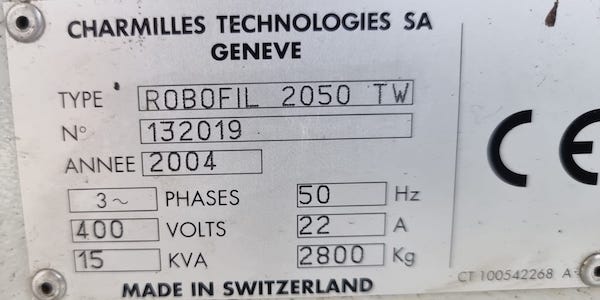 CHARMILLES TECHNOLOGIES SA
GENEVE
TYPE ROBOFIL 2050 TW
N° 132019
ANNEE 2004
3~ PHASES 50 Hz
400 VOLTS 22 A
15 KVA 2800 Kg
CT 100542268 A
MADE IN SWITZERLAND
CE